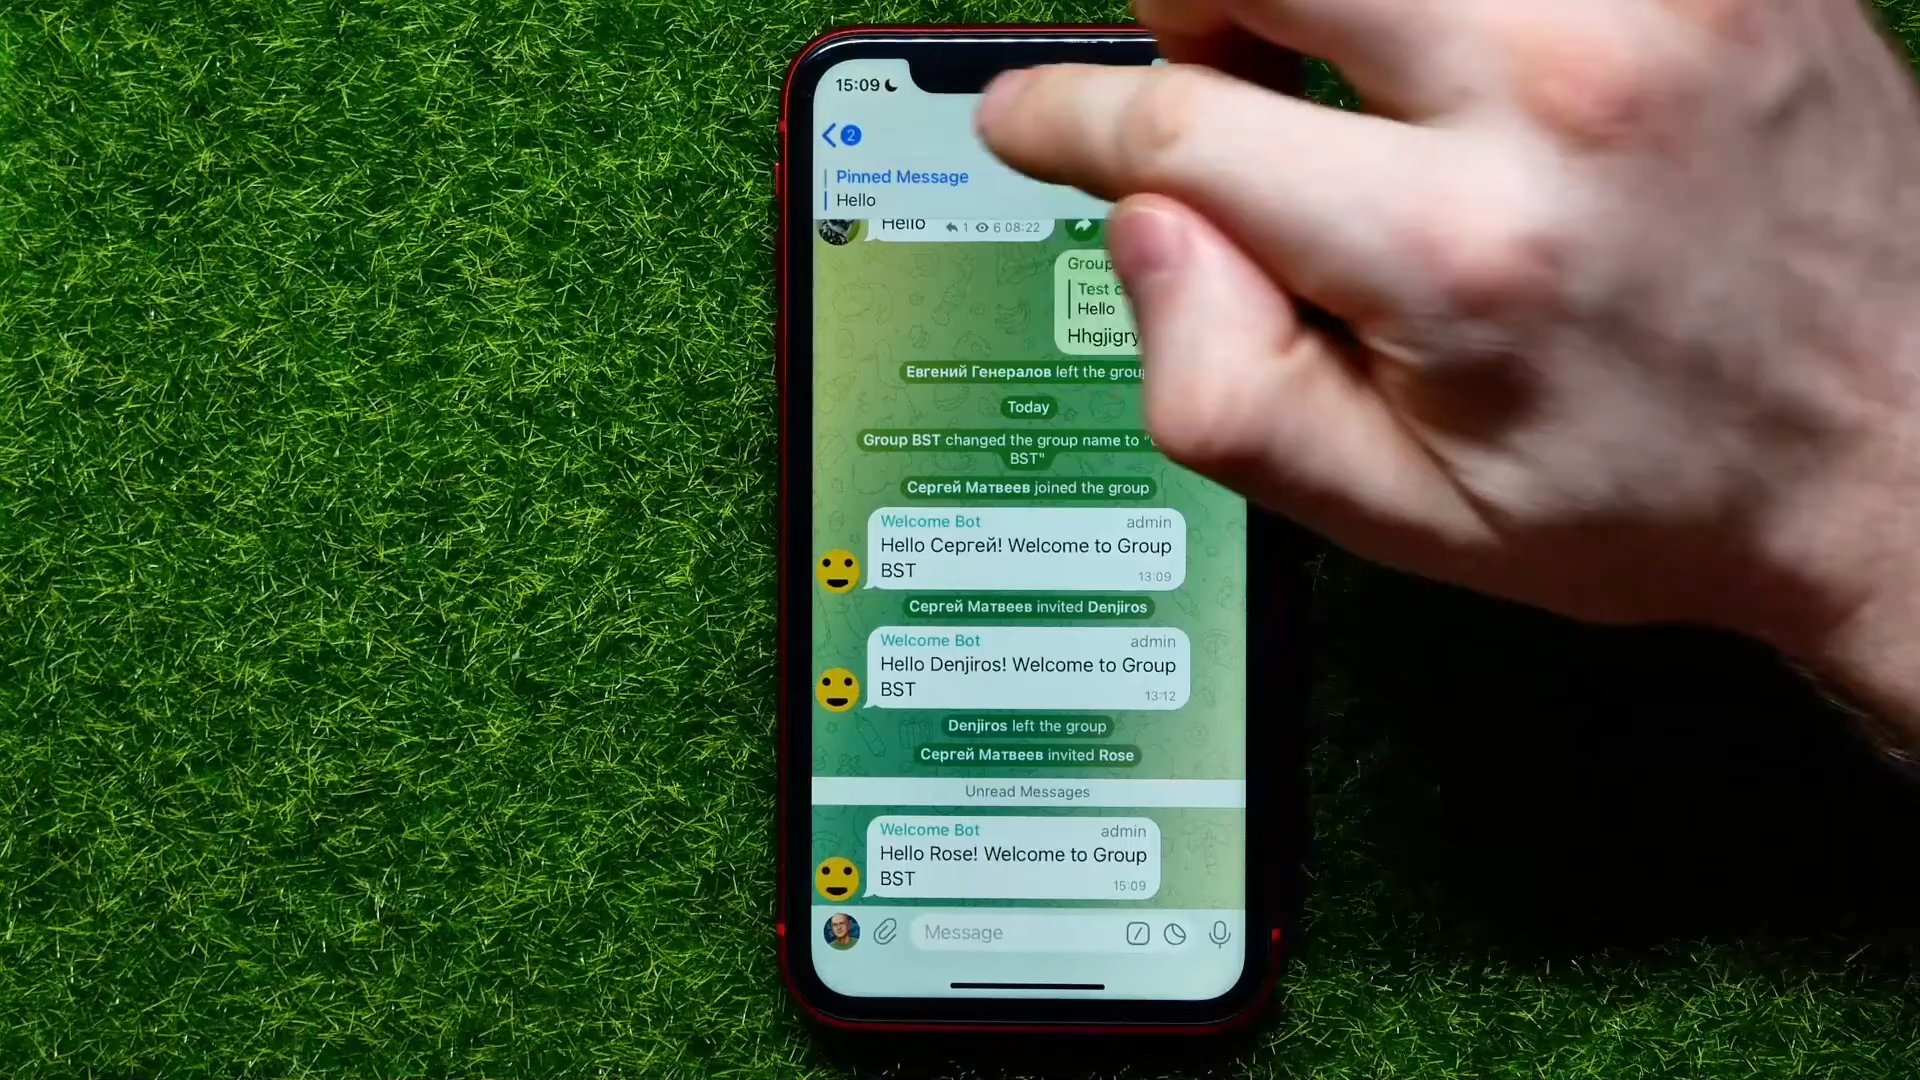 15:09
2
Pinned Message
Hello
Hello 1 6 08:22
Group
Test
Hello
Hhgjigry
Евгений Генералов left the
Today
Group BST changed the group name to
BST"
Сергей Матвеев joined the group
Welcome Bot admin
Hello Сергей! Welcome to Group
BST 13:09
Сергей Матвеев invited Denjiros
Welcome Bot admin
Hello Denjiros! Welcome to Group
BST 13:12
Denjiros left the group
Сергей Матвеев invited Rose
Unread Messages
Welcome Bot admin
Hello Rose! Welcome to Group
BST 15:09
Message